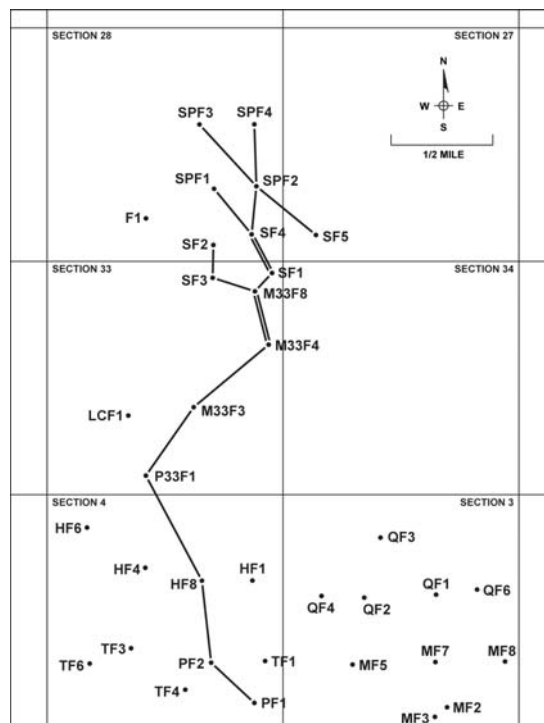 SECTION 28 SECTION 27
N
W E
S
1/2 MILE
SPF3 SPF4
SPF1 SPF2
F1
SF4 SF5
SF2
SECTION 33 SECTION 34
SF3 SF1
M33F8
M33F4
M33F3
LCF1
P33F1
SECTION 4 SECTION 3
HF6
QF3
HF4 HF1
HF8
QF1 QF6
QF4 QF2
TF3
TF6 PF2 TF1 MF5 MF7 MF8
TF4
PF1
MF2
MF3